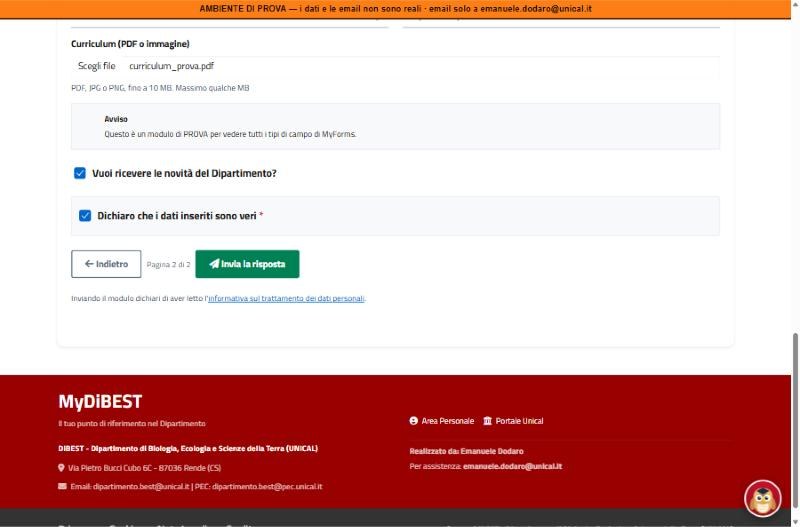 AMBIENTE DI PROVA — i dati e le email non sono reali · email solo a emanuele.dodaro@unical.it
Curriculum (PDF o immagine)
Scegli file curriculum_prova.pdf
PDF, JPG o PNG, fino a 10 MB. Massimo qualche MB
Avviso
Questo è un modulo di PROVA per vedere tutti i tipi di campo di MyForms.
Vuoi ricevere le novità del Dipartimento?
Dichiaro che i dati inseriti sono veri *
Indietro Pagina 2 di 2 Invia la risposta
Inviando il modulo dichiari di aver letto l'informativa sul trattamento dei dati personali.
MyDiBEST
Il tuo punto di riferimento nel Dipartimento
Area Personale Portale Unical
DiBEST - Dipartimento di Biologia, Ecologia e Scienze della Terra (UNICAL)
Via Pietro Bucci Cubo 6C - 87036 Rende (CS)
Email: dipartimento.best@unical.it | PEC: dipartimento.best@pec.unical.it
Realizzato da: Emanuele Dodaro
Per assistenza: emanuele.dodaro@unical.it